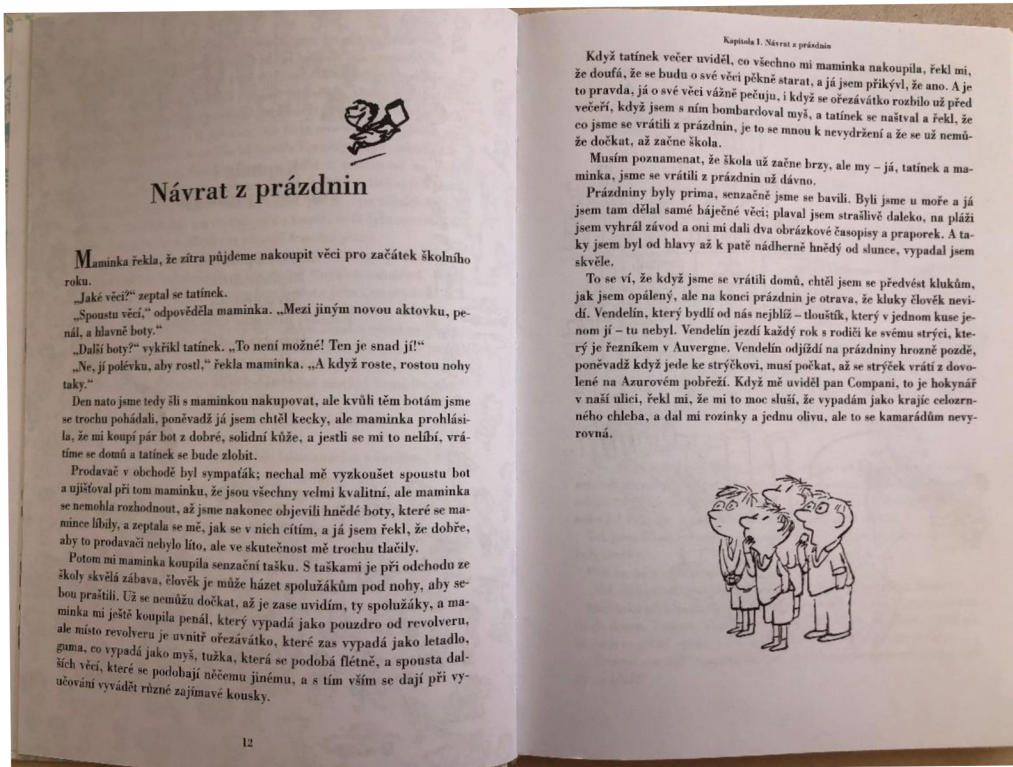 Návrat z prázdnin
Maminka řekla, že zítra půjdeme nakoupit věci pro začátek školního
roku.
„Jaké věci?“ zeptal se tatínek.
„Spoustu věcí,“ odpověděla maminka. „Mezi jiným novou aktovku, pe-
nál, a hlavně boty.“
„Další boty?“ vykřikl tatínek. „To není možné! Ten je snad jí!“
„Ne, jí polévku, aby rostl,“ řekla maminka. „A když roste, rostou nohy
taky.“
Den nato jsme tedy šli s maminkou nakupovat, ale kvůli těm botám jsme
se trochu pohádali, poněvadž já jsem chtěl kecky, ale maminka prohlási-
la, že mi koupí pár bot z dobré, solidní kůže, a jestli se mi to nelíbí, vrá-
tíme se domů a tatínek se bude zlobit.
Prodavač v obchodě byl sympaťák; nechal mě vyzkoušet spoustu bot
a ujišťoval při tom maminku, že jsou všechny velmi kvalitní, ale maminka
se nemohla rozhodnout, až jsme nakonec objevili hnědé boty, které se ma-
mince líbily, a zeptala se mě, jak se v nich cítím, a já jsem řekl, že dobře,
aby to prodavači nebylo líto, ale ve skutečnost mě trochu tlačily.
Potom mi maminka koupila senzační tašku. S taškami je při odchodu ze
školy skvělá zábava, člověk je může házet spolužákům pod nohy, aby se-
bou praštili. Už se nemůžu dočkat, až je zase uvidím, ty spolužáky, a ma-
minka mi ještě koupila penál, který vypadá jako pouzdro od revolveru,
ale místo revolveru je uvnitř ořezávátko, které zas vypadá jako letadlo,
guma, co vypadá jako myš, tužka, která se podobá flétně, a spousta dal-
ších věcí, které se podobají něčemu jinému, a s tím vším se dají při vy-
učování vyvádět různé zajímavé kousky.
12
Kapitola I. Návrat z prázdnin
Když tatínek večer uviděl, co všechno mi maminka nakoupila, řekl mi,
že doufá, že se budu o své věci pěkně starat, a já jsem přikývl, že ano. A je
to pravda, já o své věci vážně pečuju, i když se ořezávátko rozbilo už před
večeří, když jsem s ním bombardoval myš, a tatínek se naštval a řekl, že
co jsme se vrátili z prázdnin, je to se mnou k nevydržení a že se už nemů-
že dočkat, až začne škola.
Musím poznamenat, že škola už začne brzy, ale my – já, tatínek a ma-
minka, jsme se vrátili z prázdnin už dávno.
Prázdniny byly prima, senzačně jsme se bavili. Byli jsme u moře a já
jsem tam dělal samé báječné věci; plaval jsem strašlivě daleko, na pláži
jsem vyhrál závod a oni mi dali dva obrázkové časopisy a praporek. A ta-
ky jsem byl od hlavy až k patě nádherně hnědý od slunce, vypadal jsem
skvěle.
To se ví, že když jsme se vrátili domů, chtěl jsem se předvést klukům,
jak jsem opálený, ale na konci prázdnin je otrava, že kluky člověk nevi-
dí. Vendelín, který bydlí od nás nejblíž – tlouštík, který v jednom kuse je-
nom jí – tu nebyl. Vendelín jezdí každý rok s rodiči ke svému strýci, kte-
rý je řezníkem v Auvergne. Vendelín odjíždí na prázdniny hrozně pozdě,
poněvadž když jede ke strýčkovi, musí počkat, až se strýček vrátí z dovo-
lené na Azurovém pobřeží. Když mě uviděl pan Compani, to je hokynář
v naší ulici, řekl mi, že mi to moc sluší, že vypadám jako krajíc celozrn-
ného chleba, a dal mi rozinky a jednu olivu, ale to se kamarádům nevy-
rovná.